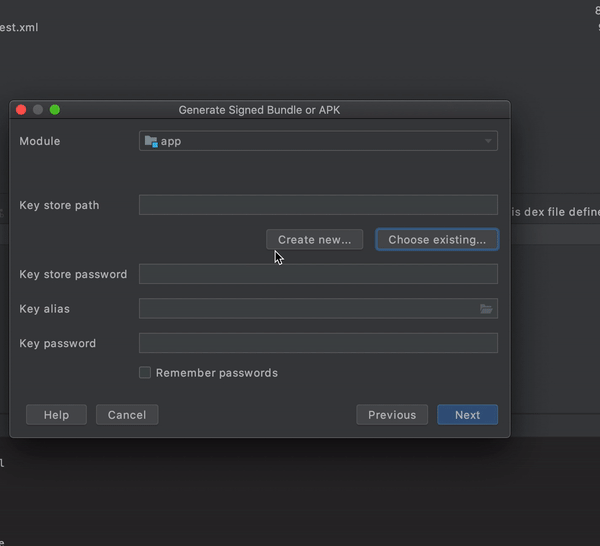 8
est.xml
Generate Signed Bundle or APK
Module
app
Key store path
is dex file define
Create new...
Choose existing...
Key store password
Key alias
Key password
Remember passwords
Help
Cancel
Previous
Next
l
e